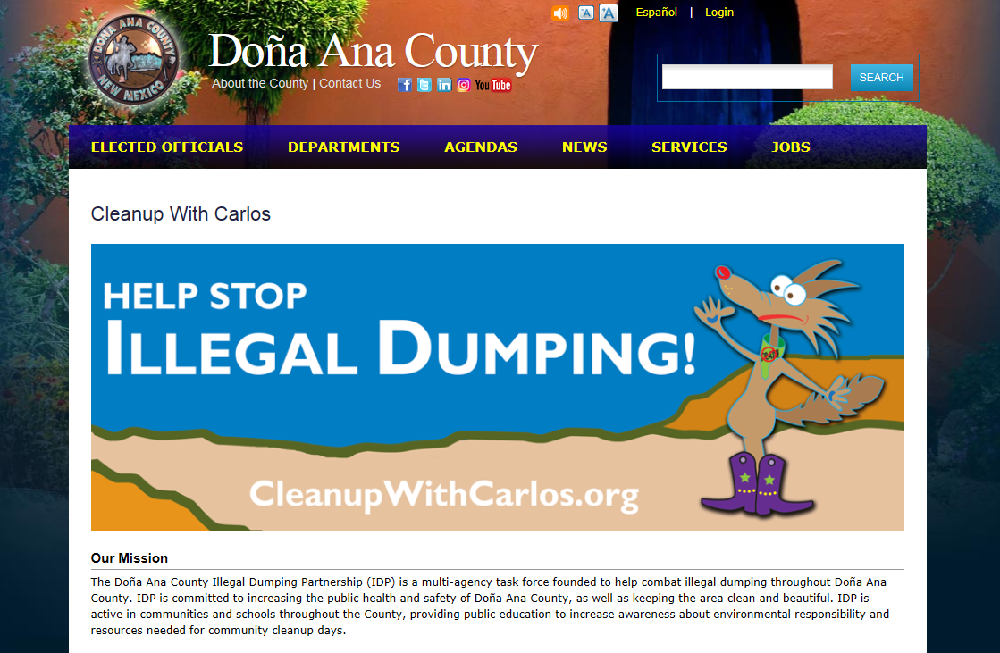 Español | Login
DOÑA ANA COUNTY
NEW MEXICO
Doña Ana County
About the County | Contact Us
You Tube
SEARCH
ELECTED OFFICIALS DEPARTMENTS AGENDAS NEWS SERVICES JOBS
Cleanup With Carlos
HELP STOP
ILLEGAL DUMPING!
CleanupWithCarlos.org
Our Mission
The Doña Ana County Illegal Dumping Partnership (IDP) is a multi-agency task force founded to help combat illegal dumping throughout Doña Ana
County. IDP is committed to increasing the public health and safety of Doña Ana County, as well as keeping the area clean and beautiful. IDP is
active in communities and schools throughout the County, providing public education to increase awareness about environmental responsibility and
resources needed for community cleanup days.